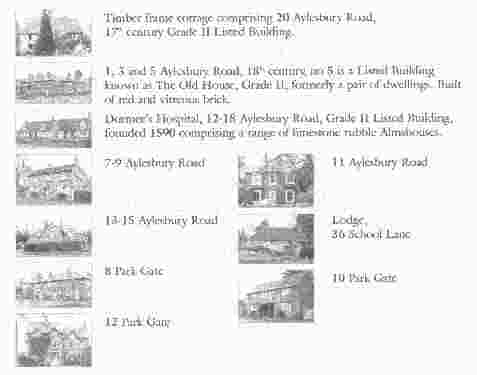 Timber frame cottage comprising 20 Aylesbury Road,
17th century Grade II Listed Building.
1, 3 and 5 Aylesbury Road, 18th century, no 5 is a Listed Building
known as The Old House, Grade II, formerly a pair of dwellings. Built
of red and vitreous brick.
Dormer's Hospital, 12-18 Aylesbury Road, Grade II Listed Building,
founded 1590 comprising a range of limestone rubble Almshouses.
7-9 Aylesbury Road
11 Aylesbury Road
13-15 Aylesbury Road
Lodge,
36 School Lane
8 Park Gate
10 Park Gate
12 Park Gate